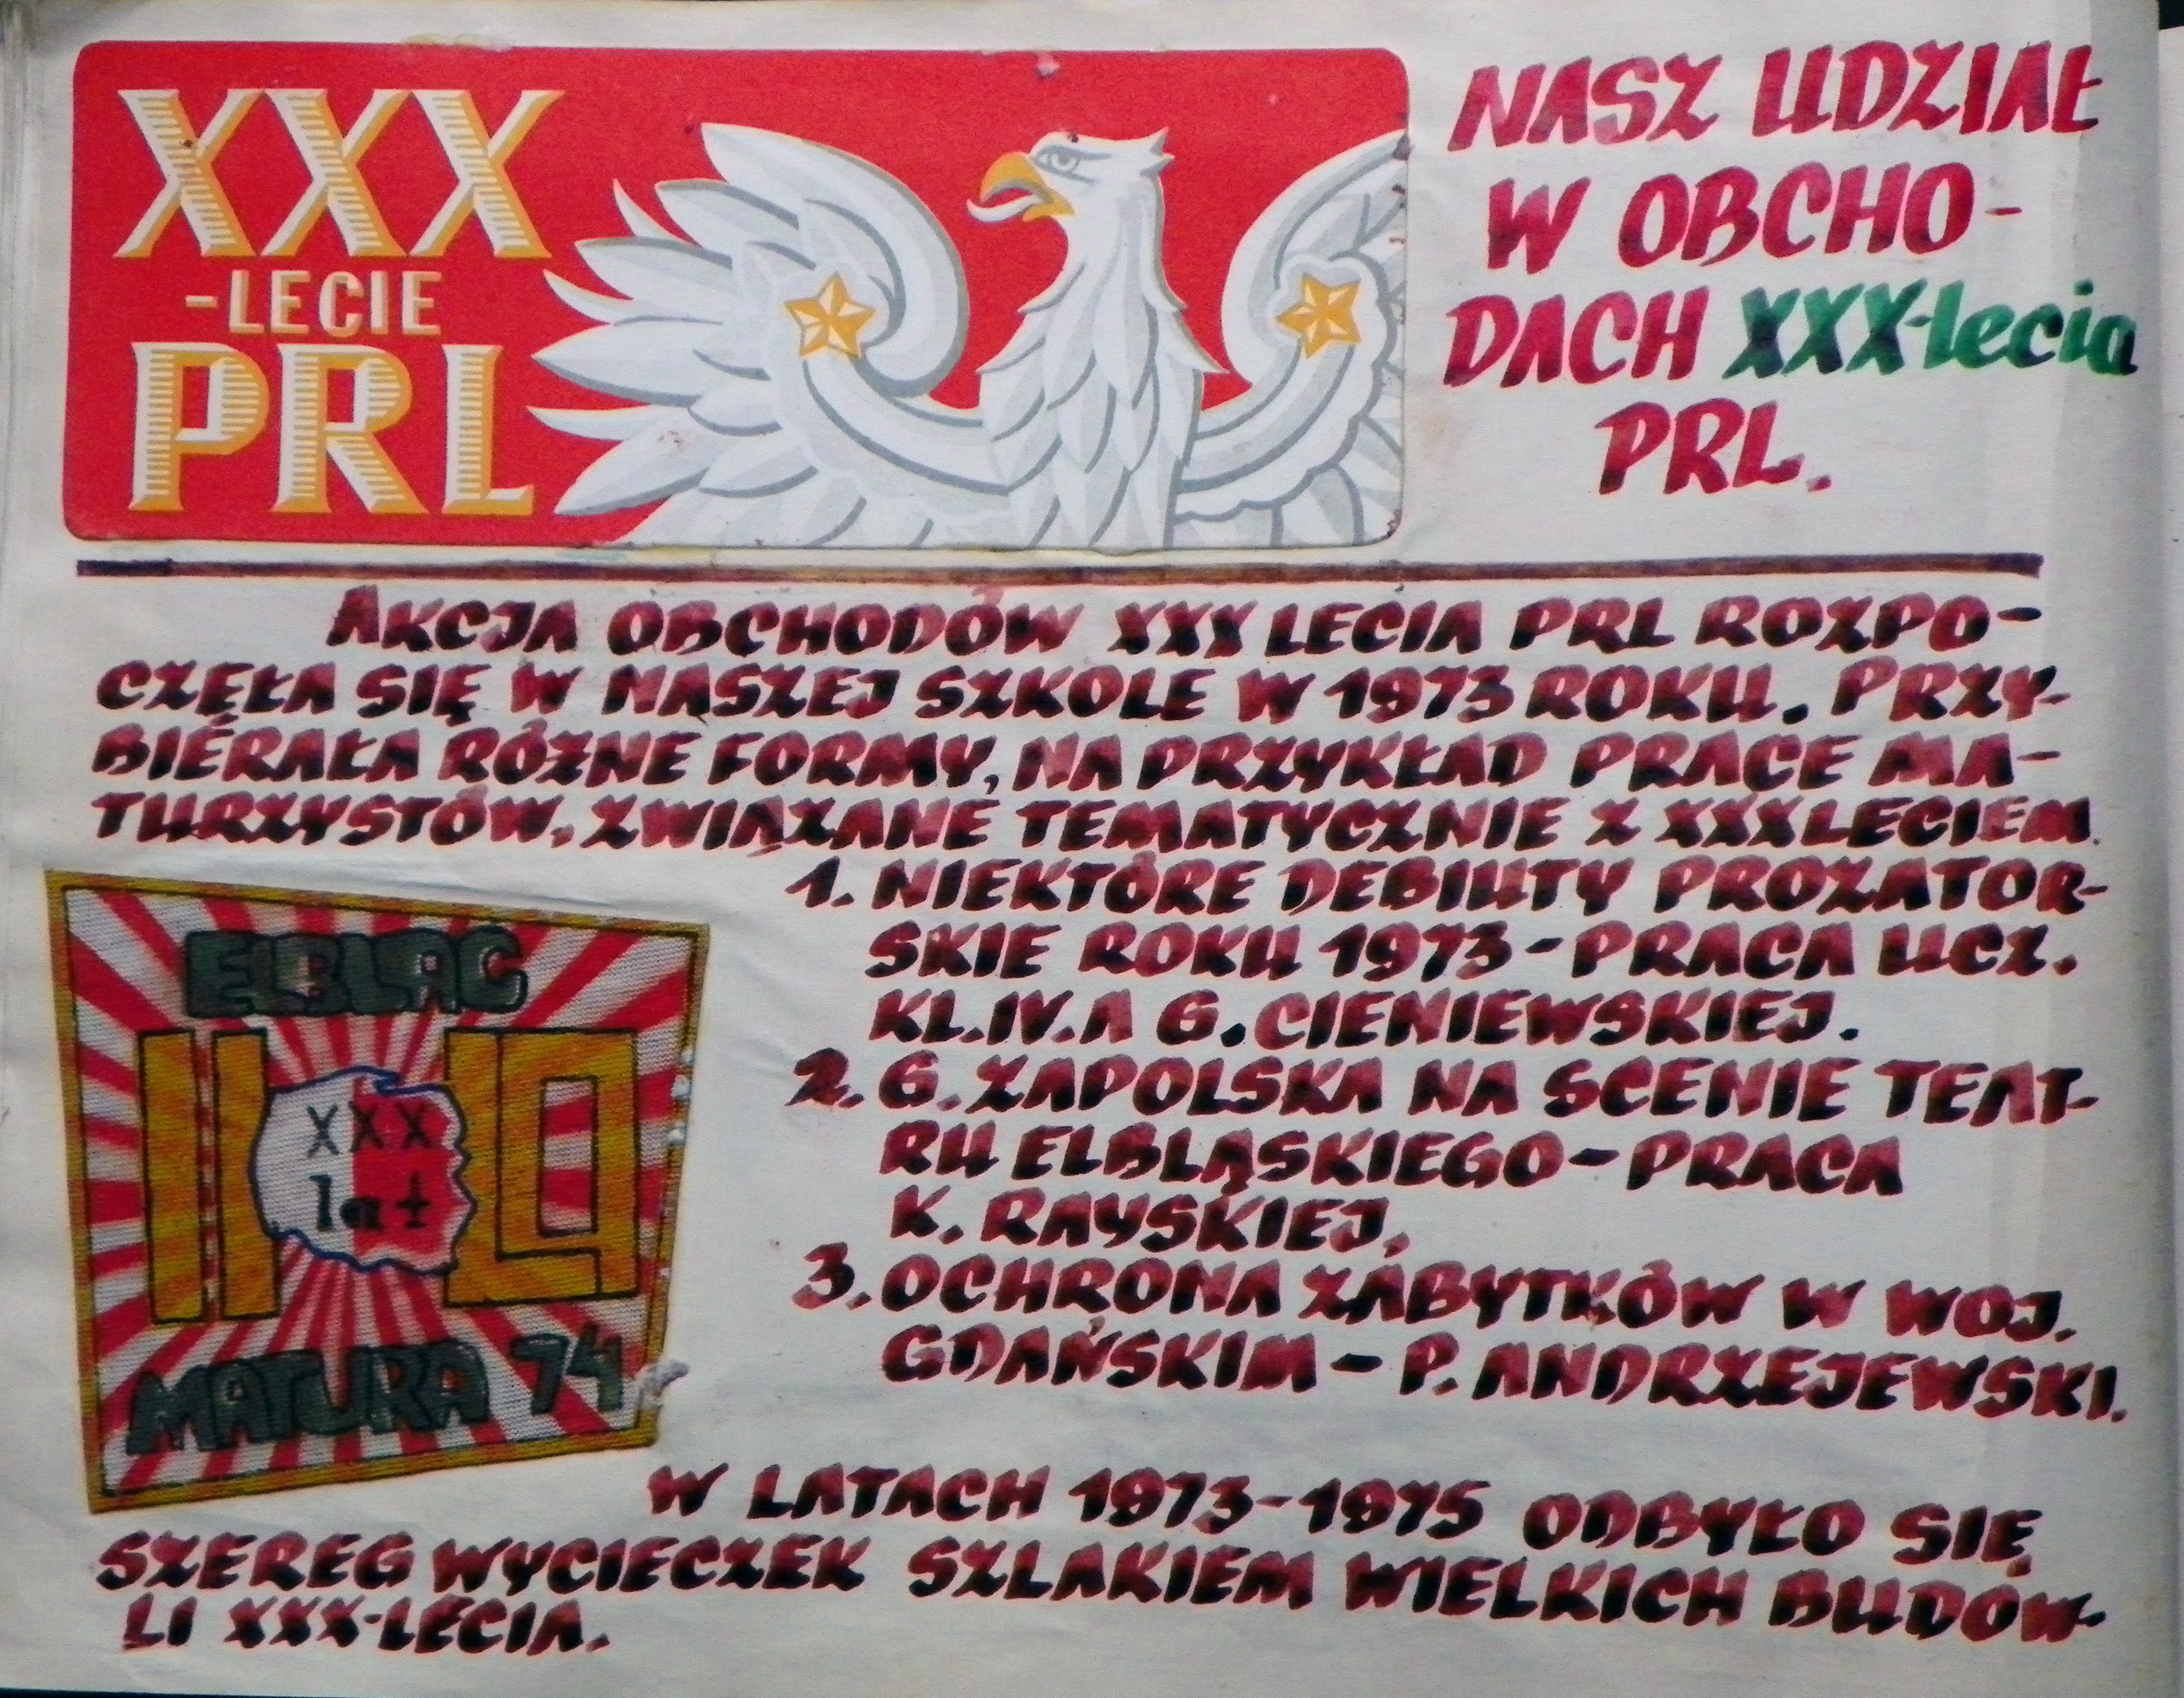 XXX
-LECIE
PRL
NASZ UDZIAŁ
W OBCHO-
DACH XXX-lecia
PRL.
AKCJA OBCHODÓW XXX LECIA PRL ROZPO-
CZĘŁA SIĘ W NASZEJ SZKOLE W 1973 ROKU. PRZY-
BIERAŁA RÓŻNE FORMY, NA PRZYKŁAD PRACE MA-
TURZYSTÓW, ZWIĄZANE TEMATYCZNIE Z XXXLECIEM.
1. NIEKTÓRE DEBIUTY PROZATOR-
SKIE ROKU 1973-PRACA UCZ.
KL.IV.A G.CIENIEWSKIEJ.
2. G.ZAPOLSKA NA SCENIE TEAT-
RU ELBLĄSKIEGO-PRACA
K. RAYSKIEJ,
3. OCHRONA ZABYTKÓW W WOJ.
GDAŃSKIM - P. ANDRZEJEWSKI.
ELBLĄG
II LO
XXX
lat
MATURA 74
W LATACH 1973-1975 ODBYŁO SIĘ
SZEREG WYCIECZEK SZLAKIEM WIELKICH BUDOW-
LI XXX-LECIA.